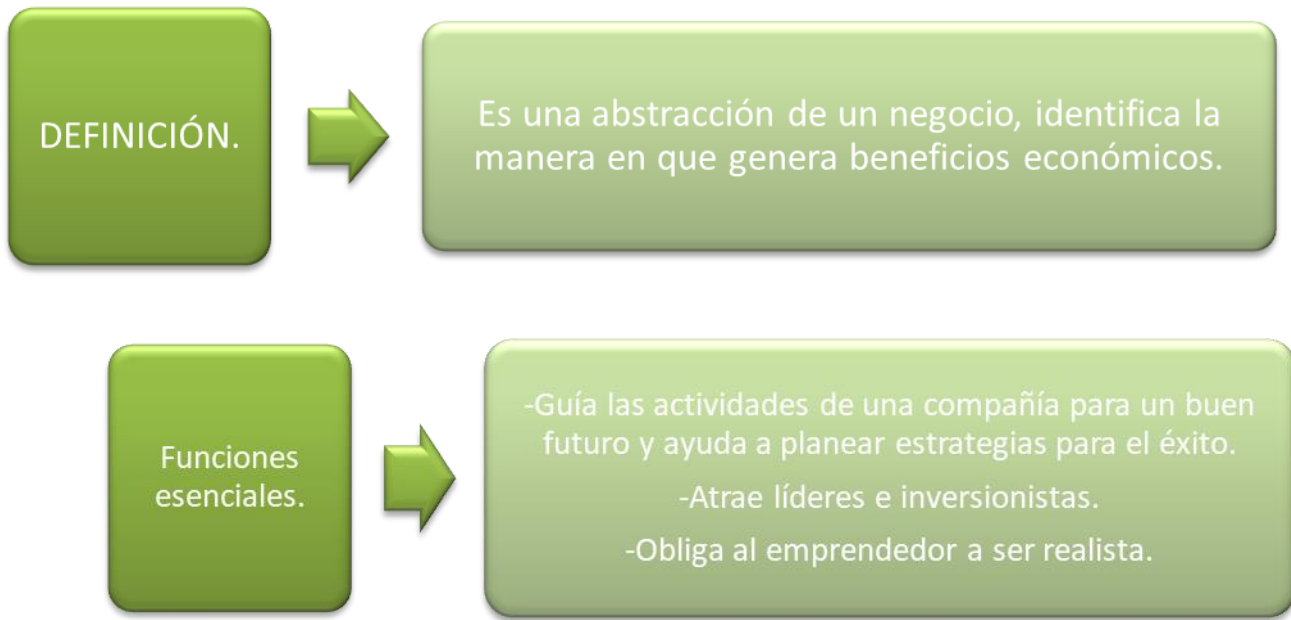 DEFINICIÓN.
Es una abstracción de un negocio, identifica la
manera en que genera beneficios económicos.
Funciones
esenciales.
-Guía las actividades de una compañía para un buen
futuro y ayuda a planear estrategias para el éxito.
-Atrae líderes e inversionistas.
-Obliga al emprendedor a ser realista.